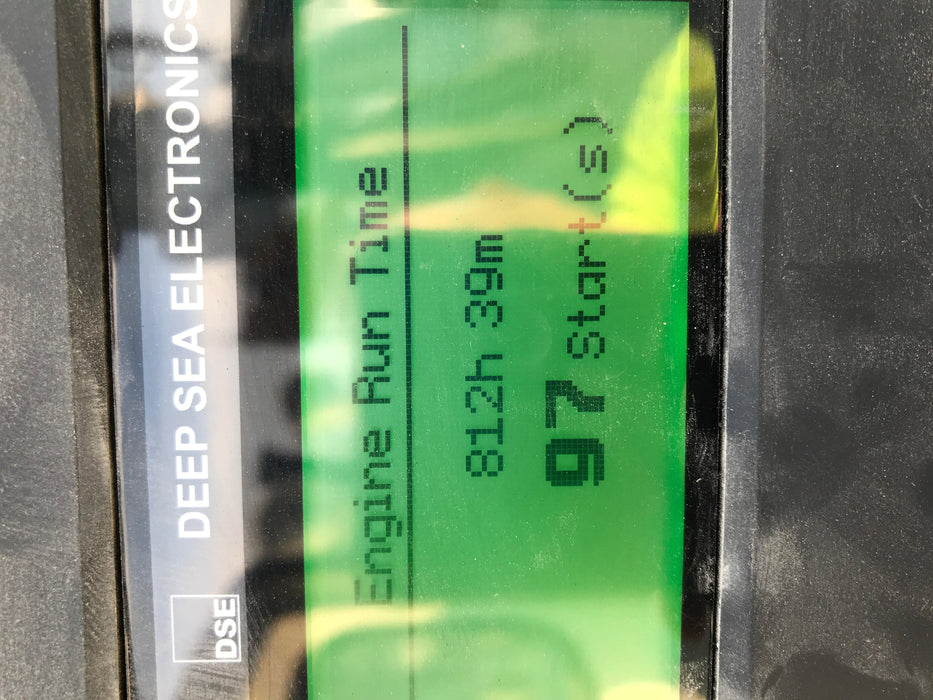 DSE DEEP SEA ELECTRONICS
Engine Run Time
812h 39m
97 Start(s)